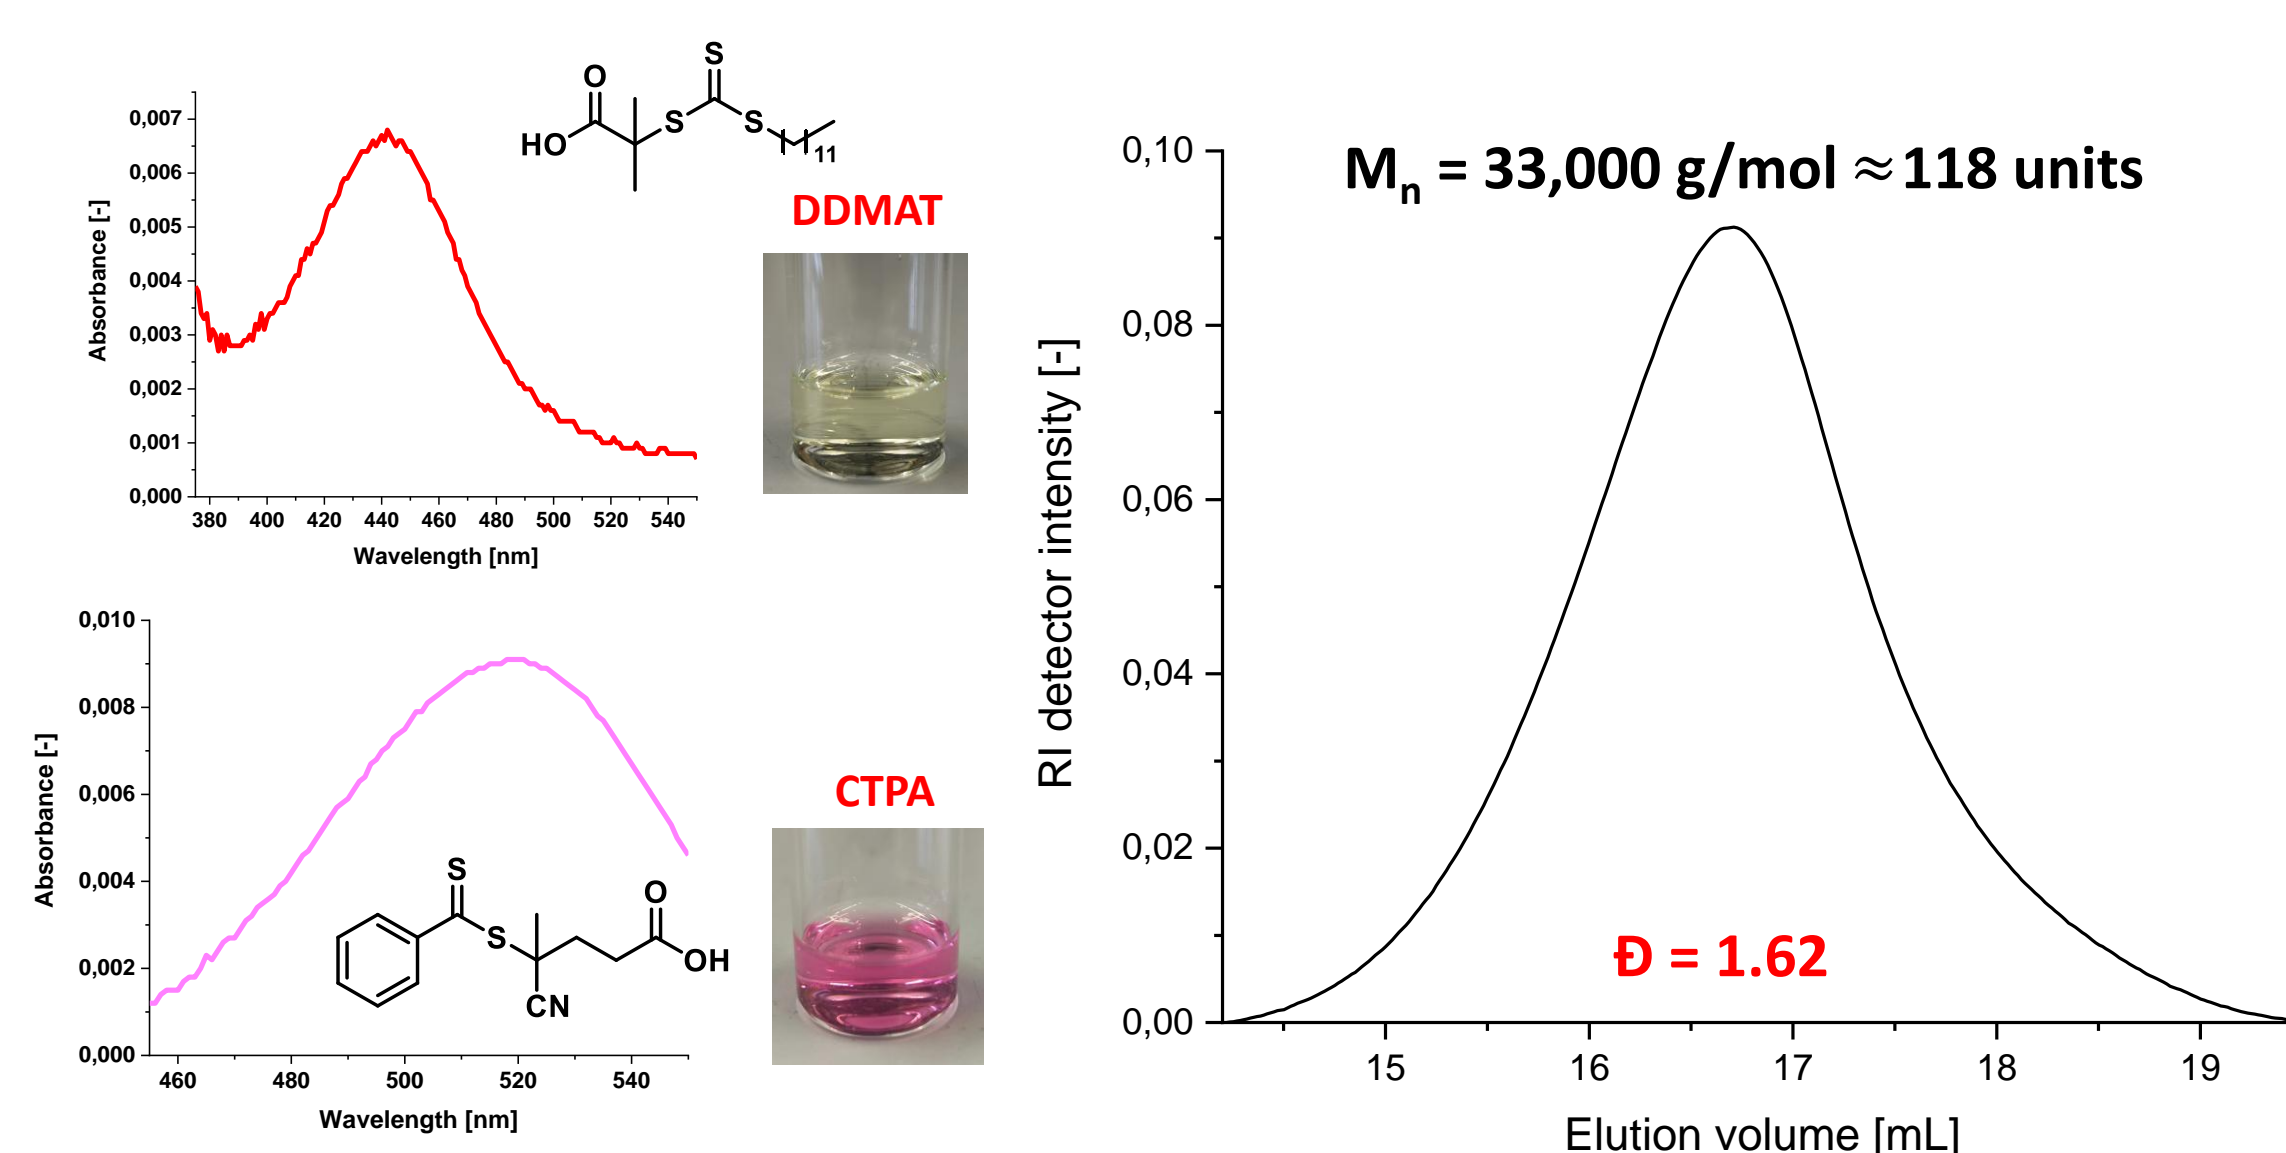 0,007
0,006
0,005
0,004
0,003
0,002
0,001
0,000
Absorbance [-]
380 400 420 440 460 480 500 520 540
Wavelength [nm]
O
HO
S
S
S
11
DDMAT
0,010
0,008
0,006
0,004
0,002
0,000
Absorbance [-]
460 480 500 520 540
Wavelength [nm]
S
S
O
OH
CN
CTPA
Mn = 33,000 g/mol ≈ 118 units
0,10
0,08
0,06
0,04
0,02
0,00
RI detector intensity [-]
Đ = 1.62
15 16 17 18 19
Elution volume [mL]